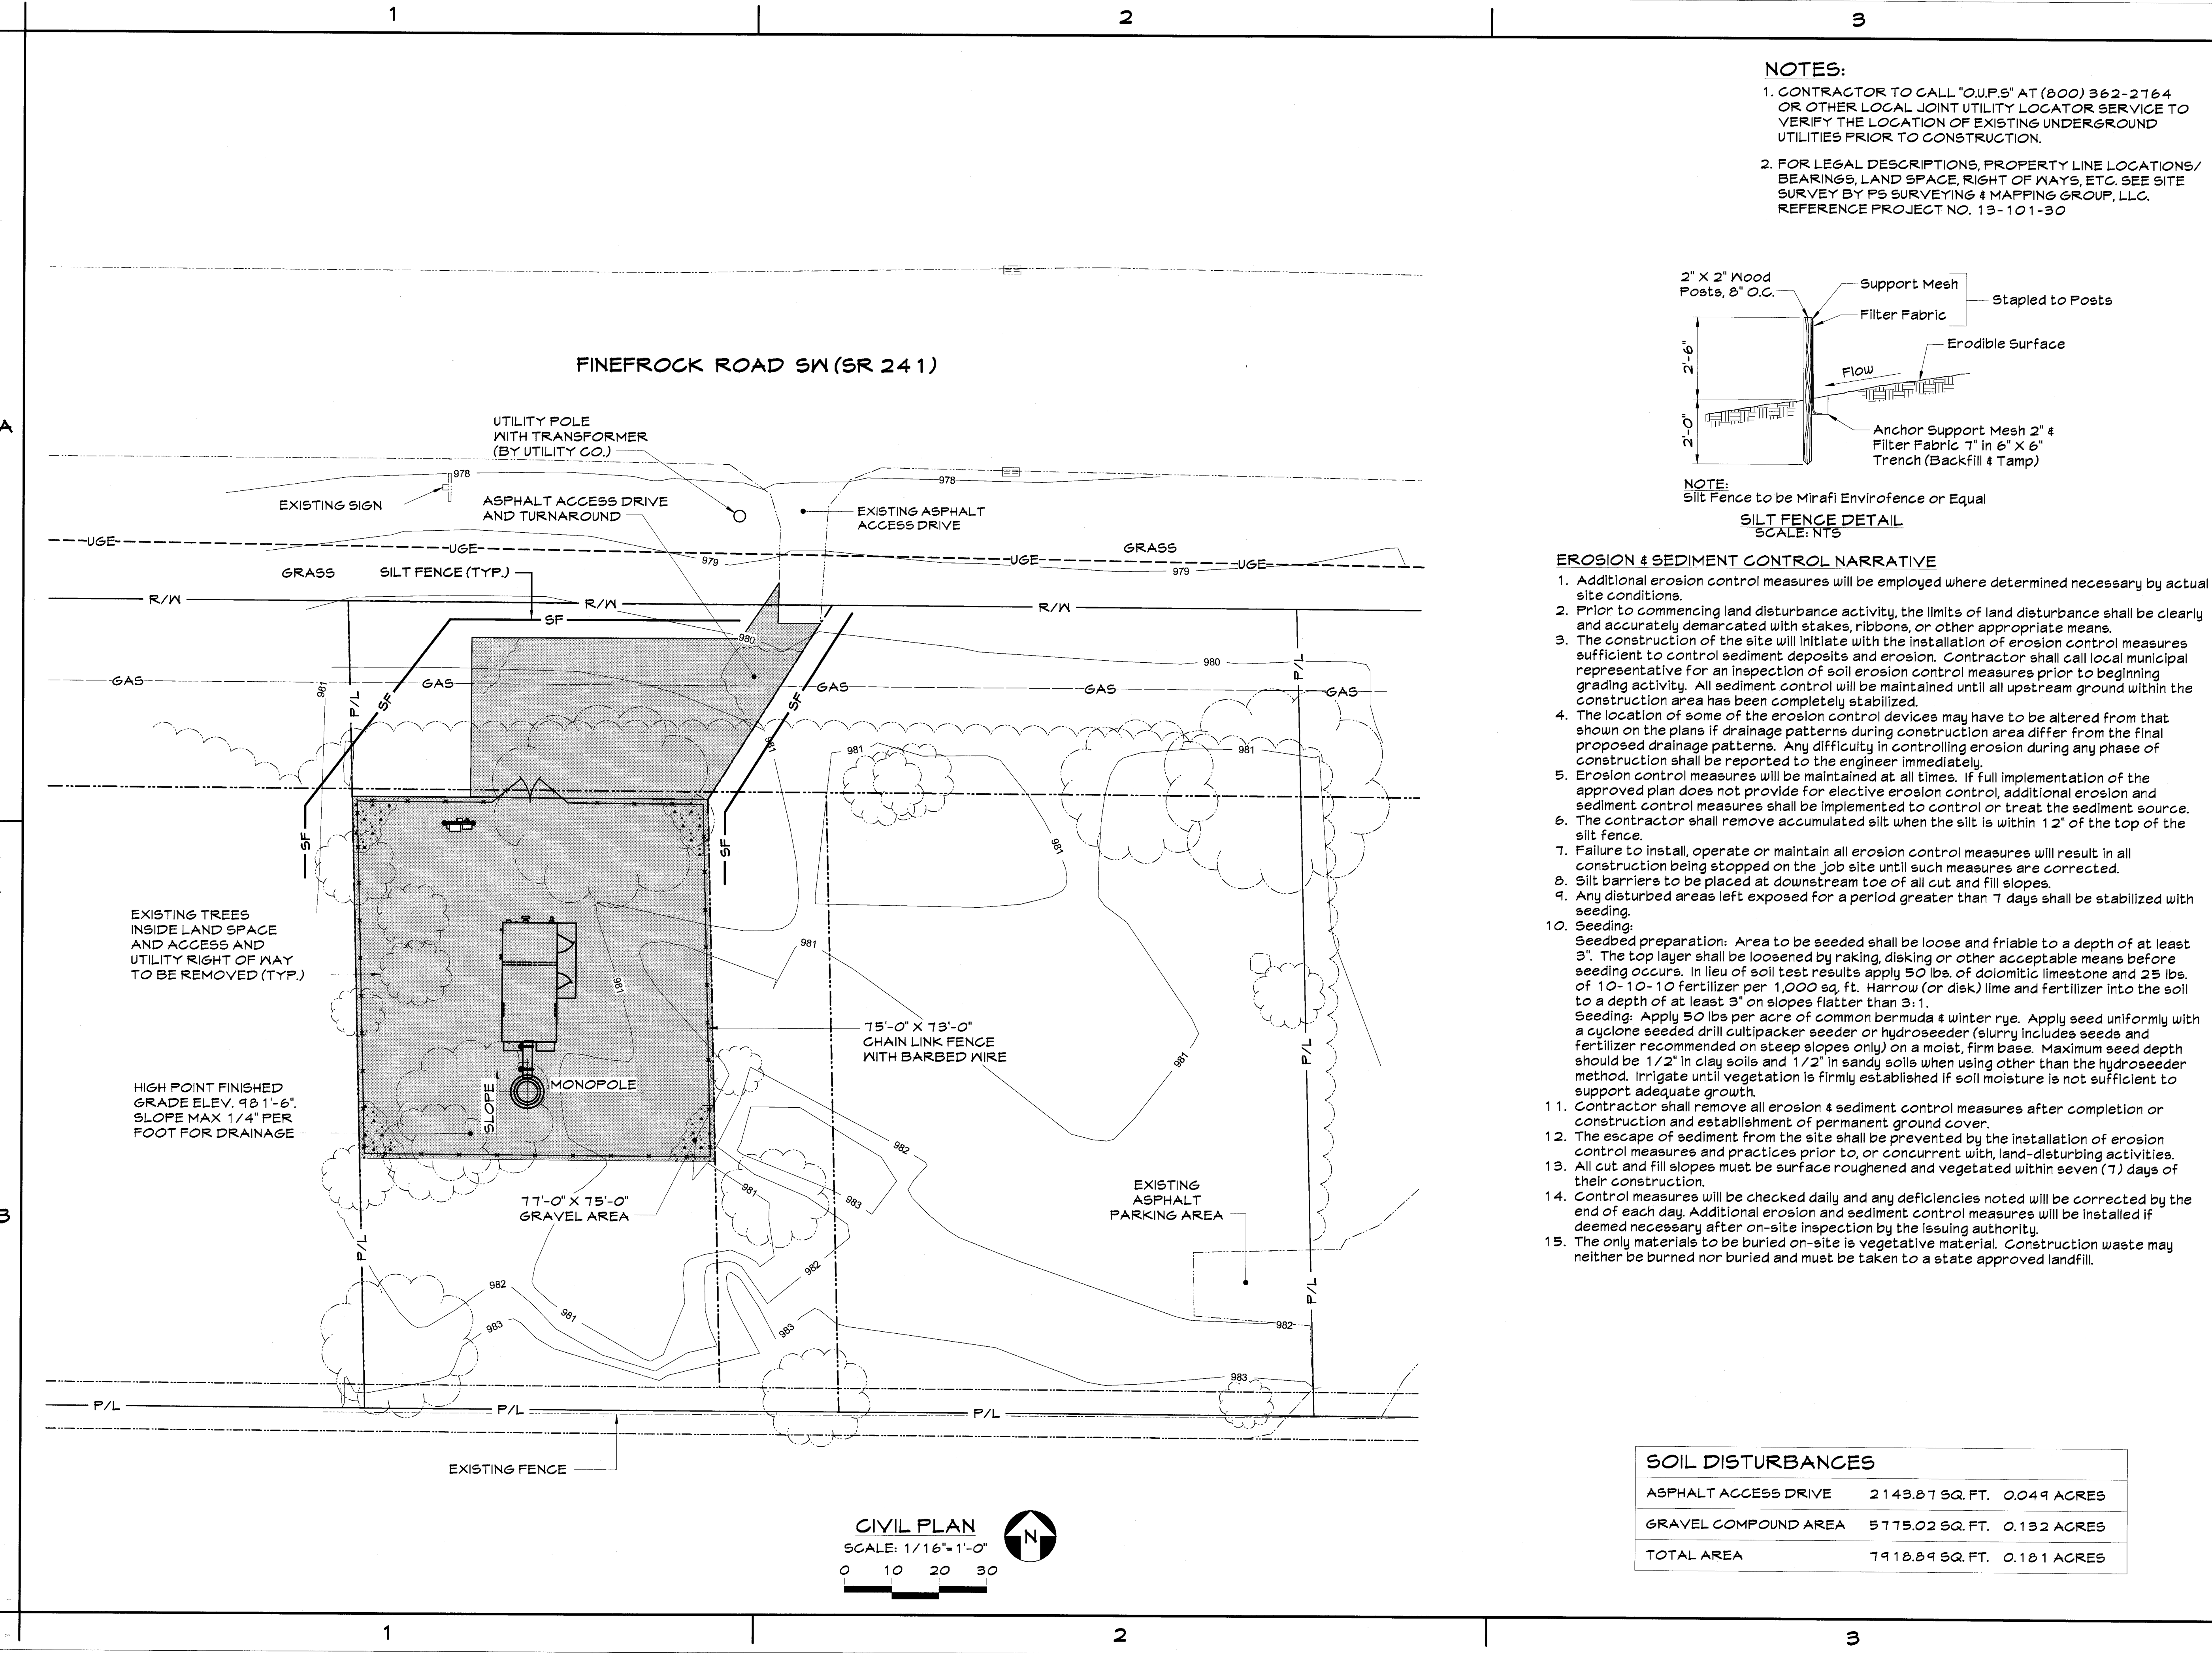 1
2
3
NOTES:
1. CONTRACTOR TO CALL "O.U.P.S" AT (800) 362-2764
OR OTHER LOCAL JOINT UTILITY LOCATOR SERVICE TO
VERIFY THE LOCATION OF EXISTING UNDERGROUND
UTILITIES PRIOR TO CONSTRUCTION.
2. FOR LEGAL DESCRIPTIONS, PROPERTY LINE LOCATIONS/
BEARINGS, LAND SPACE, RIGHT OF WAYS, ETC. SEE SITE
SURVEY BY PS SURVEYING & MAPPING GROUP, LLC.
REFERENCE PROJECT NO. 13-101-30
2" X 2" Wood
Posts, 8" O.C.
Support Mesh
Filter Fabric
Stapled to Posts
Erodible Surface
Flow
2'-6"
2'-0"
Anchor Support Mesh 2" &
Filter Fabric 7" in 6" X 6"
Trench (Backfill & Tamp)
NOTE:
Silt Fence to be Mirafi Envirofence or Equal
SILT FENCE DETAIL
SCALE: NTS
EROSION & SEDIMENT CONTROL NARRATIVE
1. Additional erosion control measures will be employed where determined necessary by actual
site conditions.
2. Prior to commencing land disturbance activity, the limits of land disturbance shall be clearly
and accurately demarcated with stakes, ribbons, or other appropriate means.
3. The construction of the site will initiate with the installation of erosion control measures
sufficient to control sediment deposits and erosion. Contractor shall call local municipal
representative for an inspection of soil erosion control measures prior to beginning
grading activity. All sediment control will be maintained until all upstream ground within the
construction area has been completely stabilized.
4. The location of some of the erosion control devices may have to be altered from that
shown on the plans if drainage patterns during construction area differ from the final
proposed drainage patterns. Any difficulty in controlling erosion during any phase of
construction shall be reported to the engineer immediately.
5. Erosion control measures will be maintained at all times. If full implementation of the
approved plan does not provide for elective erosion control, additional erosion and
sediment control measures shall be implemented to control or treat the sediment source.
6. The contractor shall remove accumulated silt when the silt is within 12" of the top of the
silt fence.
7. Failure to install, operate or maintain all erosion control measures will result in all
construction being stopped on the job site until such measures are corrected.
8. Silt barriers to be placed at downstream toe of all cut and fill slopes.
9. Any disturbed areas left exposed for a period greater than 7 days shall be stabilized with
seeding.
10. Seeding:
Seedbed preparation: Area to be seeded shall be loose and friable to a depth of at least
3". The top layer shall be loosened by raking, disking or other acceptable means before
seeding occurs. In lieu of soil test results apply 50 lbs. of dolomitic limestone and 25 lbs.
of 10-10-10 fertilizer per 1,000 sq. ft. Harrow (or disk) lime and fertilizer into the soil
to a depth of at least 3" on slopes flatter than 3:1.
Seeding: Apply 50 lbs per acre of common bermuda & winter rye. Apply seed uniformly with
a cyclone seeded drill cultipacker seeder or hydroseeder (slurry includes seeds and
fertilizer recommended on steep slopes only) on a moist, firm base. Maximum seed depth
should be 1/2" in clay soils and 1/2" in sandy soils when using other than the hydroseeder
method. Irrigate until vegetation is firmly established if soil moisture is not sufficient to
support adequate growth.
11. Contractor shall remove all erosion & sediment control measures after completion or
construction and establishment of permanent ground cover.
12. The escape of sediment from the site shall be prevented by the installation of erosion
control measures and practices prior to, or concurrent with, land-disturbing activities.
13. All cut and fill slopes must be surface roughened and vegetated within seven (7) days of
their construction.
14. Control measures will be checked daily and any deficiencies noted will be corrected by the
end of each day. Additional erosion and sediment control measures will be installed if
deemed necessary after on-site inspection by the issuing authority.
15. The only materials to be buried on-site is vegetative material. Construction waste may
neither be burned nor buried and must be taken to a state approved landfill.
SOIL DISTURBANCES
ASPHALT ACCESS DRIVE 2143.87 SQ. FT. 0.049 ACRES
GRAVEL COMPOUND AREA 5775.02 SQ. FT. 0.132 ACRES
TOTAL AREA 7918.89 SQ. FT. 0.181 ACRES
FINEFROCK ROAD SW (SR 241)
A
UTILITY POLE
WITH TRANSFORMER
(BY UTILITY CO.)
978
978
EXISTING SIGN
ASPHALT ACCESS DRIVE
AND TURNAROUND
EXISTING ASPHALT
ACCESS DRIVE
UGE
UGE
UGE
UGE
979
979
GRASS
GRASS
SILT FENCE (TYP.)
R/W
R/W
R/W
SF
980
980
981
P/L
SF
SF
P/L
GAS
GAS
GAS
GAS
GAS
981
981
981
981
SF
SF
EXISTING TREES
INSIDE LAND SPACE
AND ACCESS AND
UTILITY RIGHT OF WAY
TO BE REMOVED (TYP.)
981
981
75'-0" X 73'-0"
CHAIN LINK FENCE
WITH BARBED WIRE
981
P/L
HIGH POINT FINISHED
GRADE ELEV. 981'-6".
SLOPE MAX 1/4" PER
FOOT FOR DRAINAGE
SLOPE
MONOPOLE
982
981
983
77'-0" X 75'-0"
GRAVEL AREA
EXISTING
ASPHALT
PARKING AREA
B
P/L
982
982
981
983
983
P/L
982
983
P/L
P/L
P/L
EXISTING FENCE
CIVIL PLAN
SCALE: 1/16"=1'-0"
N
0 10 20 30
1
2
3